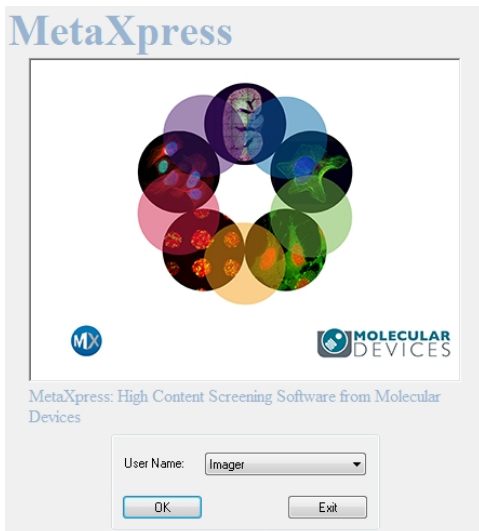 MetaXpress
MX
MOLECULAR
DEVICES
MetaXpress: High Content Screening Software from Molecular
Devices
User Name: Imager
OK Exit